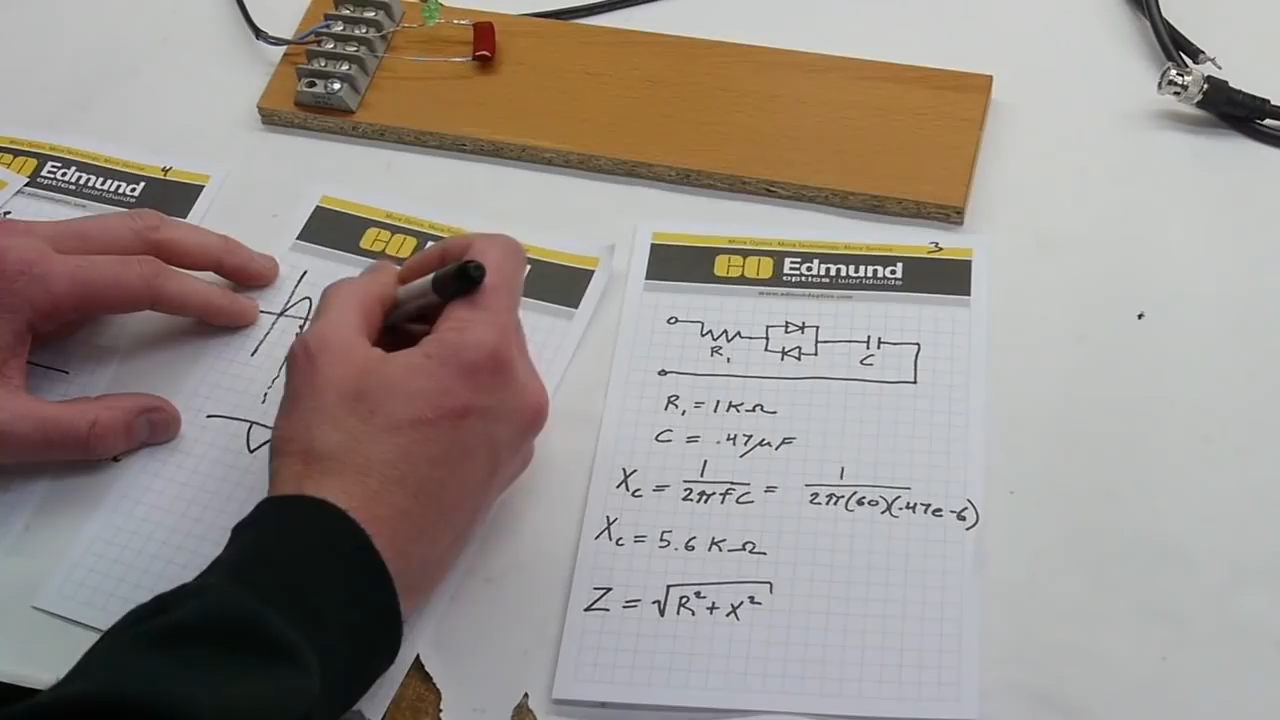 4
Edmund
optics | worldwide
More Optics. More Technology. More Service.
3
EO Edmund
optics | worldwide
www.edmundoptics.com
R₁
C
R₁ = 1KΩ
C = .47μF
Xc = 1/2πfC = 1/2π(60)(.47e-6)
Xc = 5.6 KΩ
Z = √R²+X²